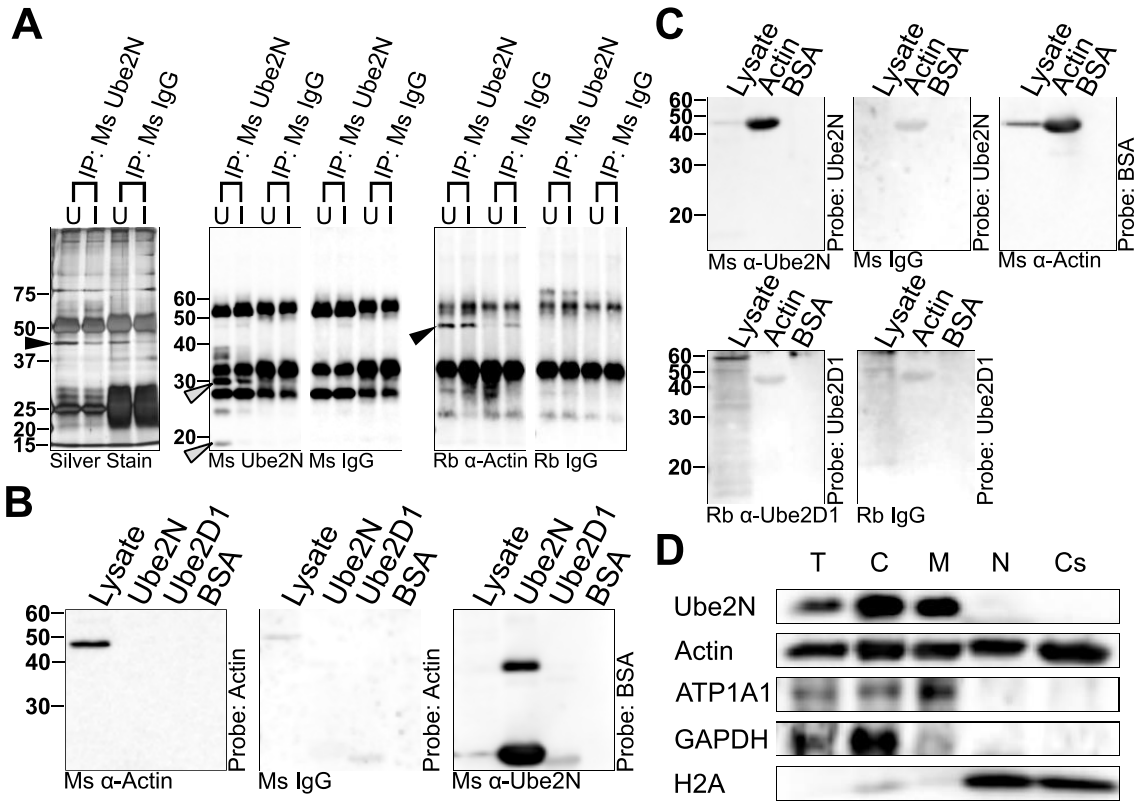 A
IP: Ms Ube2N
IP: Ms IgG
IP: Ms Ube2N
IP: Ms IgG
IP: Ms Ube2N
IP: Ms IgG
IP: Ms Ube2N
IP: Ms IgG
IP: Ms Ube2N
IP: Ms IgG
U I U I
U I U I
U I U I
U I U I
U I U I
75
50
37
25
20
15
Silver Stain
60
50
40
30
20
Ms Ube2N
Ms IgG
Rb α-Actin
Rb IgG
B
Lysate
Ube2N
Ube2D1
BSA
60
50
40
30
Probe: Actin
Ms α-Actin
Lysate
Ube2N
Ube2D1
BSA
Probe: Actin
Ms IgG
Lysate
Ube2N
Ube2D1
BSA
Probe: BSA
Ms α-Ube2N
C
Lysate
Actin
BSA
60
50
40
30
20
Probe: Ube2N
Ms α-Ube2N
Lysate
Actin
BSA
Probe: Ube2N
Ms IgG
Lysate
Actin
BSA
Probe: BSA
Ms α-Actin
Lysate
Actin
BSA
60
50
40
30
20
Probe: Ube2D1
Rb α-Ube2D1
Lysate
Actin
BSA
Probe: Ube2D1
Rb IgG
D
T C M N Cs
Ube2N
Actin
ATP1A1
GAPDH
H2A